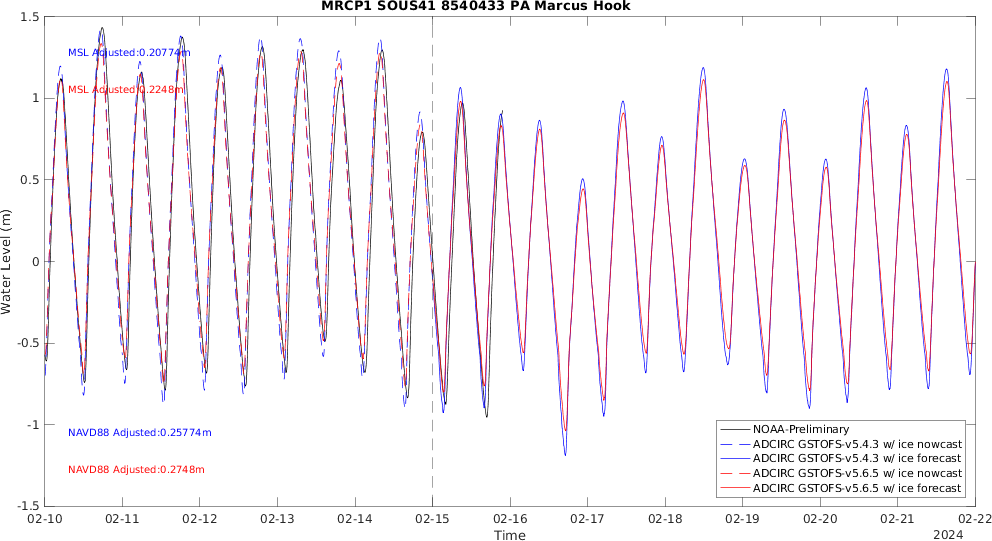 MRCP1 SOUS41 8540433 PA Marcus Hook
1.5
MSL Adjusted:0.20774m
MSL Adjusted:0.2248m
1
0.5
0
-0.5
-1
-1.5
Water Level (m)
NAVD88 Adjusted:0.25774m
NAVD88 Adjusted:0.2748m
NOAA-Preliminary
ADCIRC GSTOFS-v5.4.3 w/ ice nowcast
ADCIRC GSTOFS-v5.4.3 w/ ice forecast
ADCIRC GSTOFS-v5.6.5 w/ ice nowcast
ADCIRC GSTOFS-v5.6.5 w/ ice forecast
02-10 02-11 02-12 02-13 02-14 02-15 02-16 02-17 02-18 02-19 02-20 02-21 02-22
Time
2024